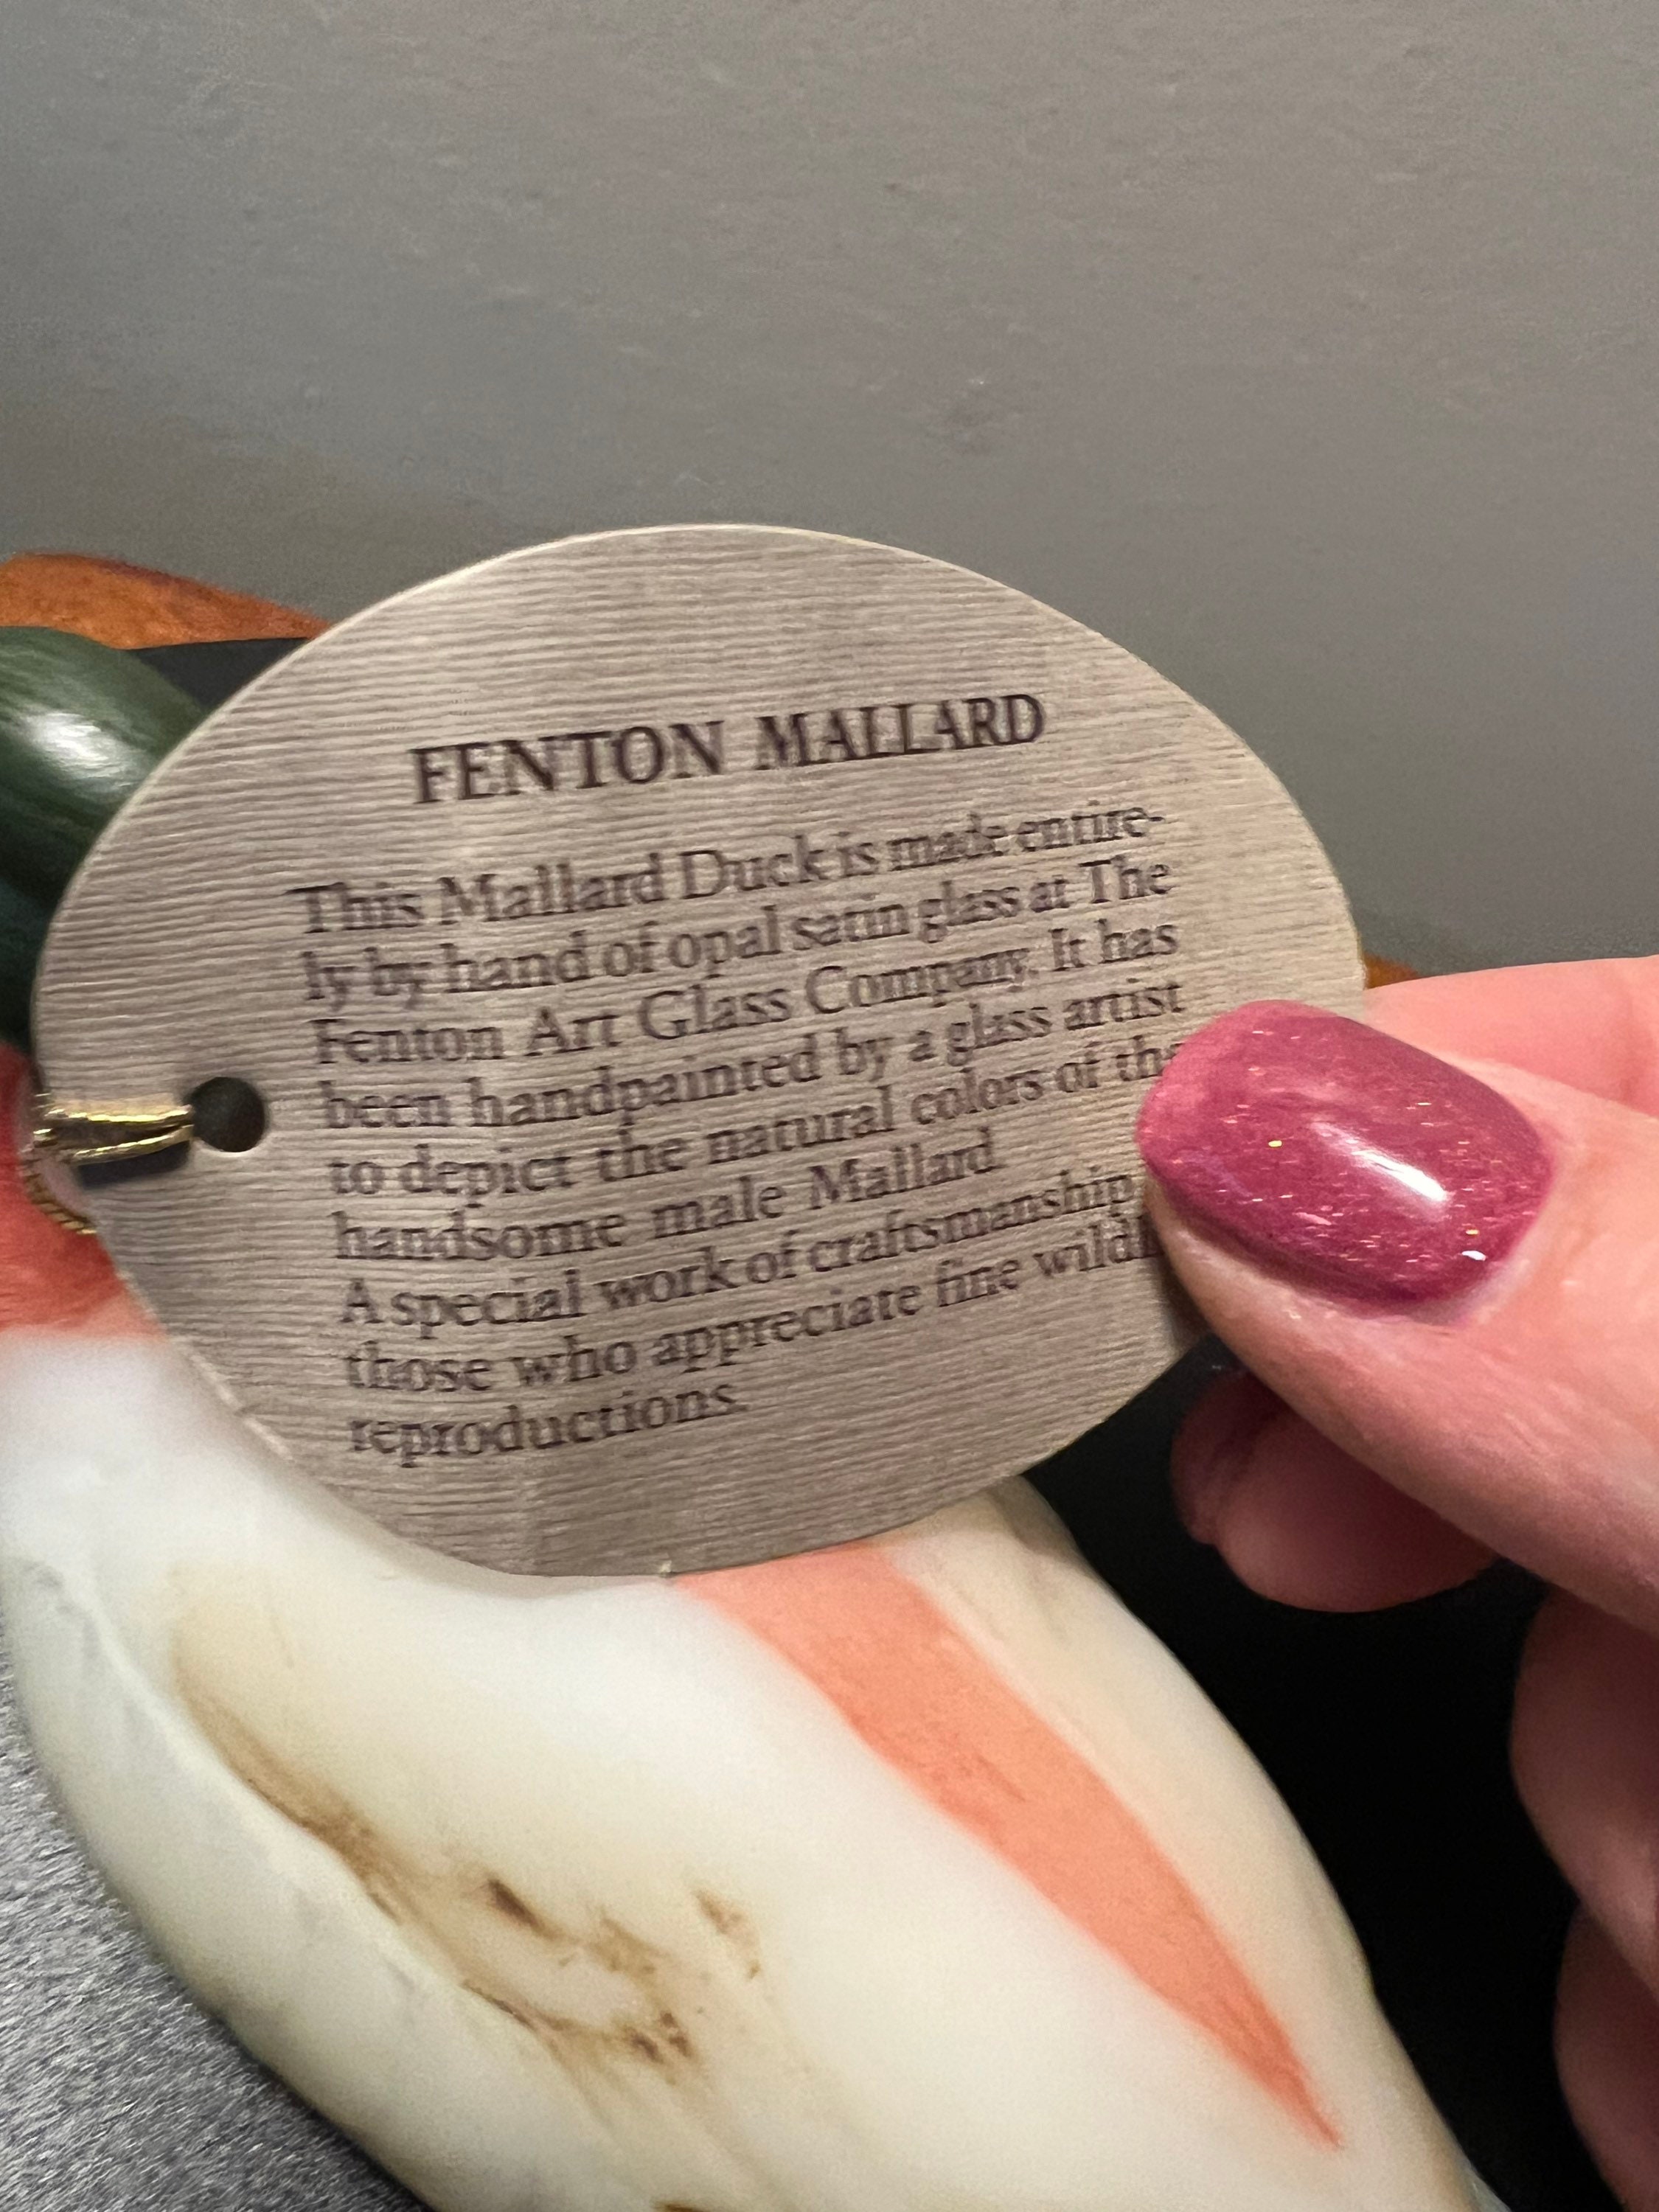 FENTON MALLARD
This Mallard Duck is made entire-
ly by hand of opal satin glass at The
Fenton Art Glass Company. It has
been handpainted by a glass artist
to depict the natural colors of the
handsome male Mallard.
A special work of craftsmanship
those who appreciate fine
reproductions.